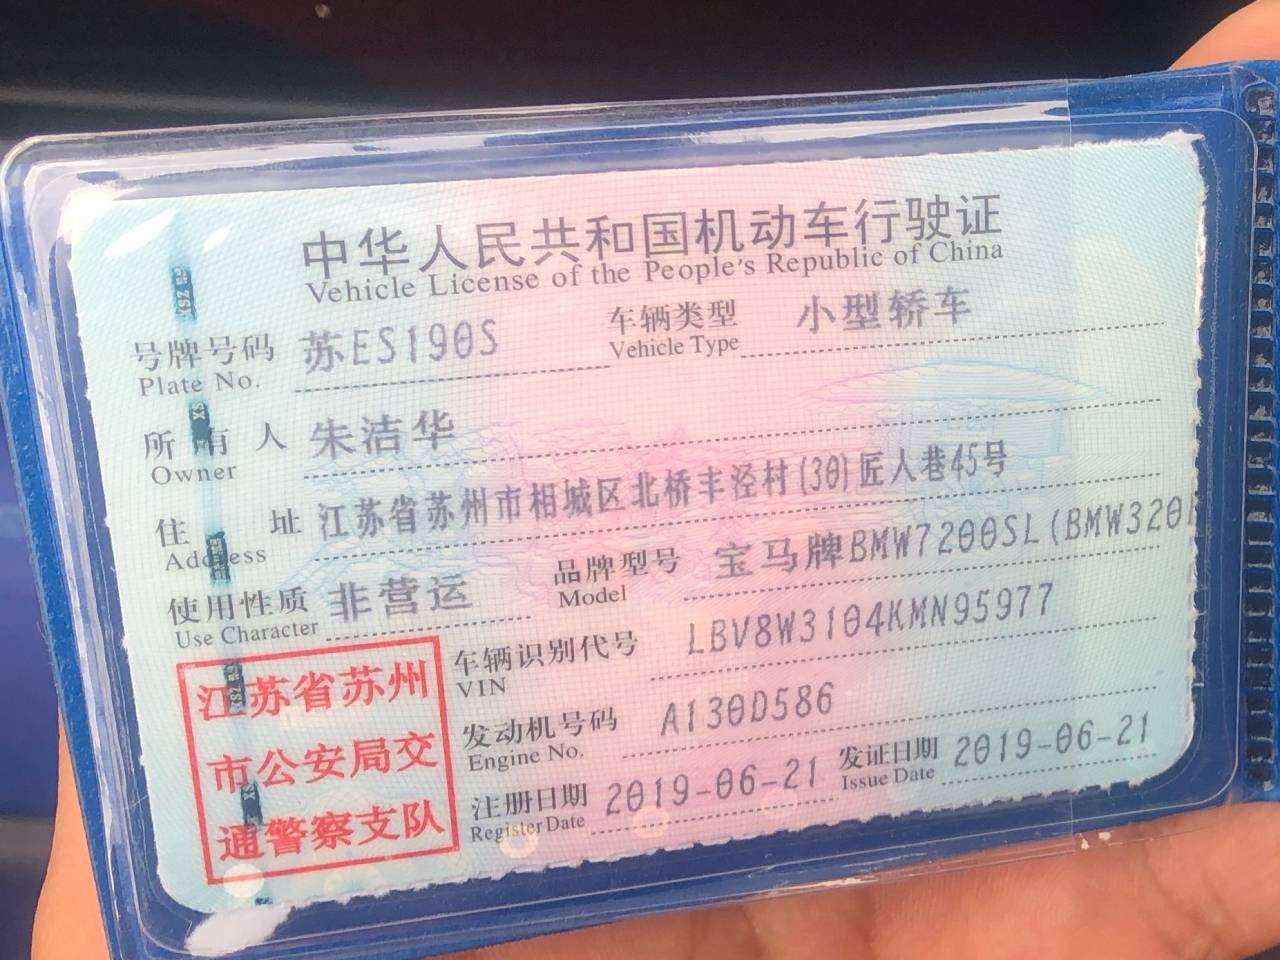 中华人民共和国机动车行驶证
Vehicle License of the People's Republic of China
号牌号码 苏ES190S 车辆类型 小型轿车
Plate No. Vehicle Type
所有人 朱洁华
Owner
住址 江苏省苏州市相城区北桥丰泾村(30)匠人巷45号
Address
使用性质 非营运 品牌型号 宝马牌BMW7200SL(BMW320
Use Character Model
车辆识别代号 LBV8W3104KMN95977
VIN
发动机号码 A130D586
Engine No.
注册日期 2019-06-21 发证日期 2019-06-21
Register Date Issue Date
江苏省苏州
市公安局交
通警察支队